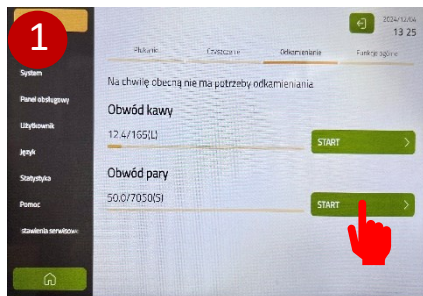 1
2024/12/04
13 25
Płukanie
Czyszczenie
Odkamienianie
Funkcje ogólne
System
Panel obsługowy
Użytkownik
Język
Statystyka
Pomoc
stawienia serwisow
Na chwilę obecną nie ma potrzeby odkamieniania
Obwód kawy
12.4/165(L)
START
Obwód pary
50.0/7050(S)
START